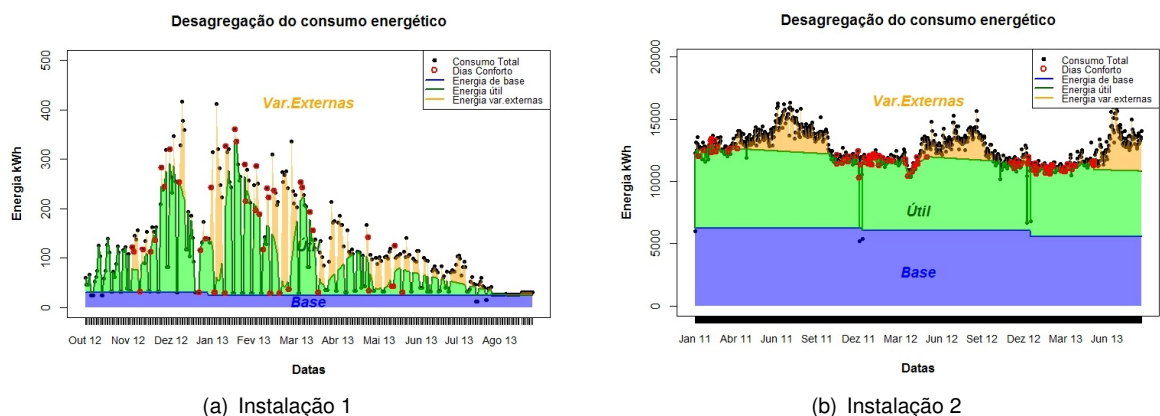 Desagregação do consumo energético
Energia kWh
500
400
300
200
100
0
Consumo Total
Dias Conforto
Energia de base
Energia útil
Energia var.externas
Var.Externas
Útil
Base
Out 12 Nov 12 Dez 12 Jan 13 Fev 13 Mar 13 Abr 13 Mai 13 Jun 13 Jul 13 Ago 13
Datas
(a) Instalação 1
Desagregação do consumo energético
Energia kWh
20000
15000
10000
5000
0
Consumo Total
Dias Conforto
Energia de base
Energia útil
Energia var.externas
Var.Externas
Útil
Base
Jan 11 Abr 11 Jun 11 Set 11 Dez 11 Mar 12 Jun 12 Set 12 Dez 12 Mar 13 Jun 13
Datas
(b) Instalação 2